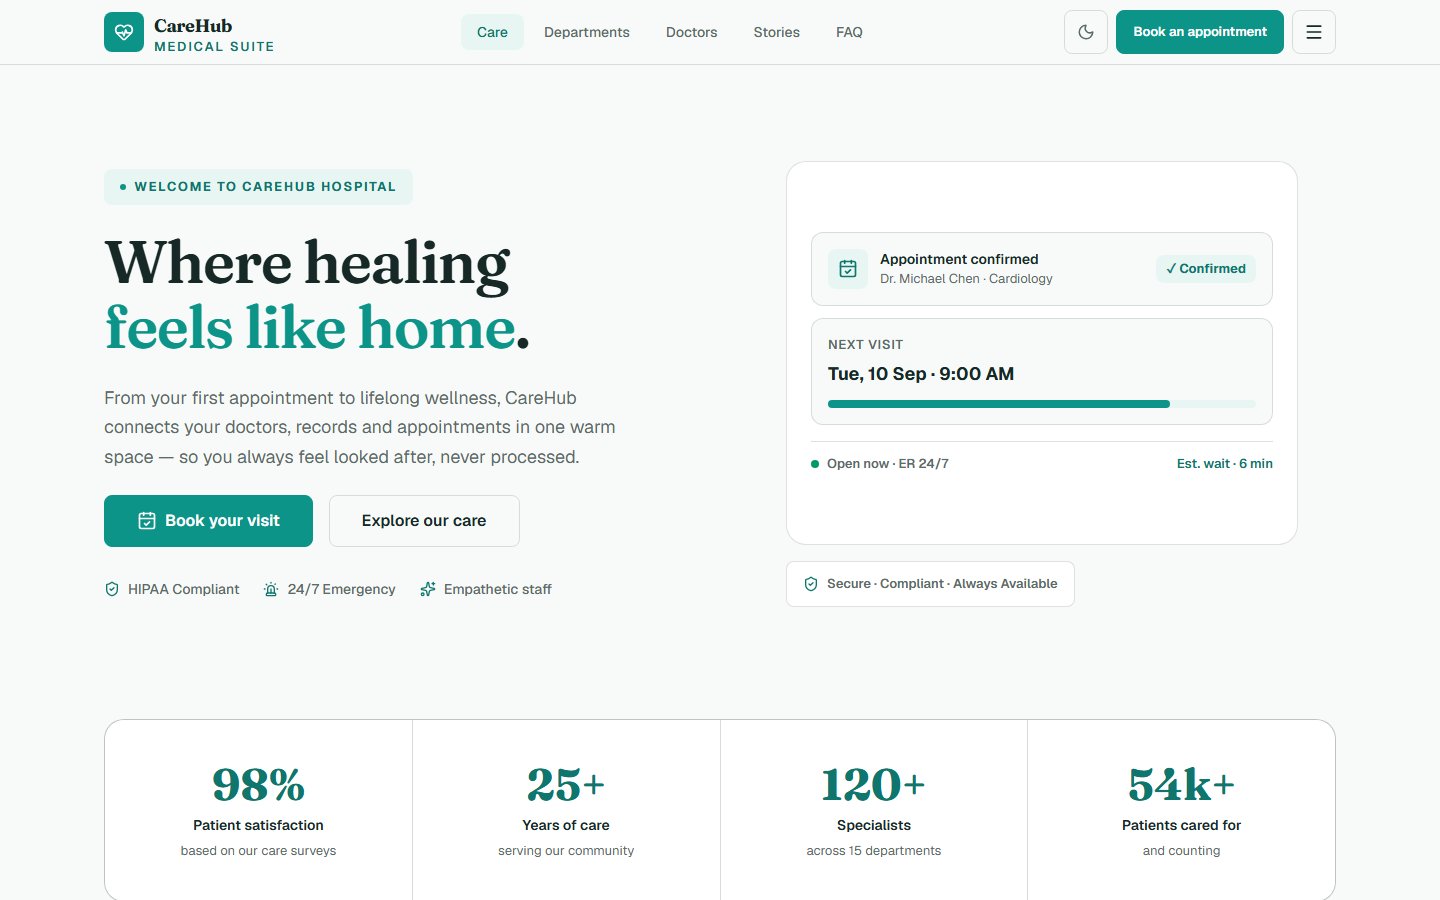 CareHub
MEDICAL SUITE
Care
Departments
Doctors
Stories
FAQ
Book an appointment
WELCOME TO CAREHUB HOSPITAL
Where healing
feels like home.
From your first appointment to lifelong wellness, CareHub
connects your doctors, records and appointments in one warm
space — so you always feel looked after, never processed.
Book your visit
Explore our care
HIPAA Compliant
24/7 Emergency
Empathetic staff
Appointment confirmed
Dr. Michael Chen · Cardiology
✓ Confirmed
NEXT VISIT
Tue, 10 Sep · 9:00 AM
Open now · ER 24/7
Est. wait · 6 min
Secure · Compliant · Always Available
98%
Patient satisfaction
based on our care surveys
25+
Years of care
serving our community
120+
Specialists
across 15 departments
54k+
Patients cared for
and counting